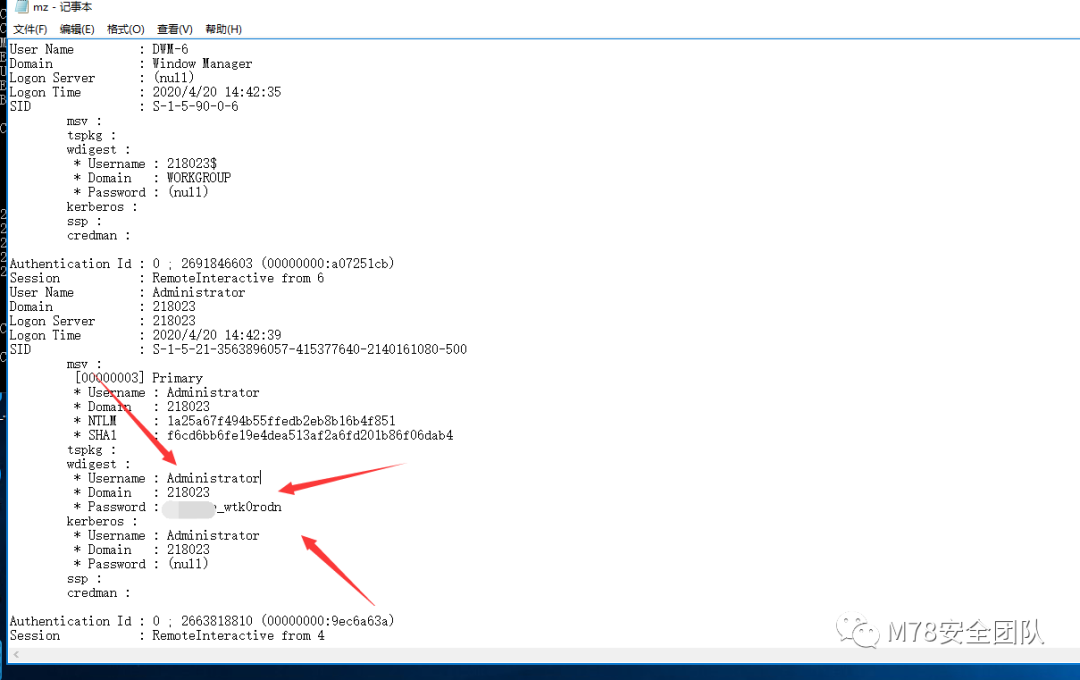 mz - 记事本
文件(F) 编辑(E) 格式(O) 查看(V) 帮助(H)
User Name : DWM-6
Domain : Window Manager
Logon Server : (null)
Logon Time : 2020/4/20 14:42:35
SID : S-1-5-90-0-6
msv :
tspkg :
wdigest :
* Username : 218023$
* Domain : WORKGROUP
* Password : (null)
kerberos :
ssp :
credman :
Authentication Id : 0 ; 2691846603 (00000000:a07251cb)
Session : RemoteInteractive from 6
User Name : Administrator
Domain : 218023
Logon Server : 218023
Logon Time : 2020/4/20 14:42:39
SID : S-1-5-21-3563896057-415377640-2140161080-500
msv :
[00000003] Primary
* Username : Administrator
* Domain : 218023
* NTLM : 1a25a67f494b55ffedb2eb8b16b4f851
* SHA1 : f6cd6bb6fe19e4dea513af2a6fd201b86f06dab4
tspkg :
wdigest :
* Username : Administrator
* Domain : 218023
* Password : _wtk0rodn
kerberos :
* Username : Administrator
* Domain : 218023
* Password : (null)
ssp :
credman :
Authentication Id : 0 ; 2663818810 (00000000:9ec6a63a)
Session : RemoteInteractive from 4
M78安全团队